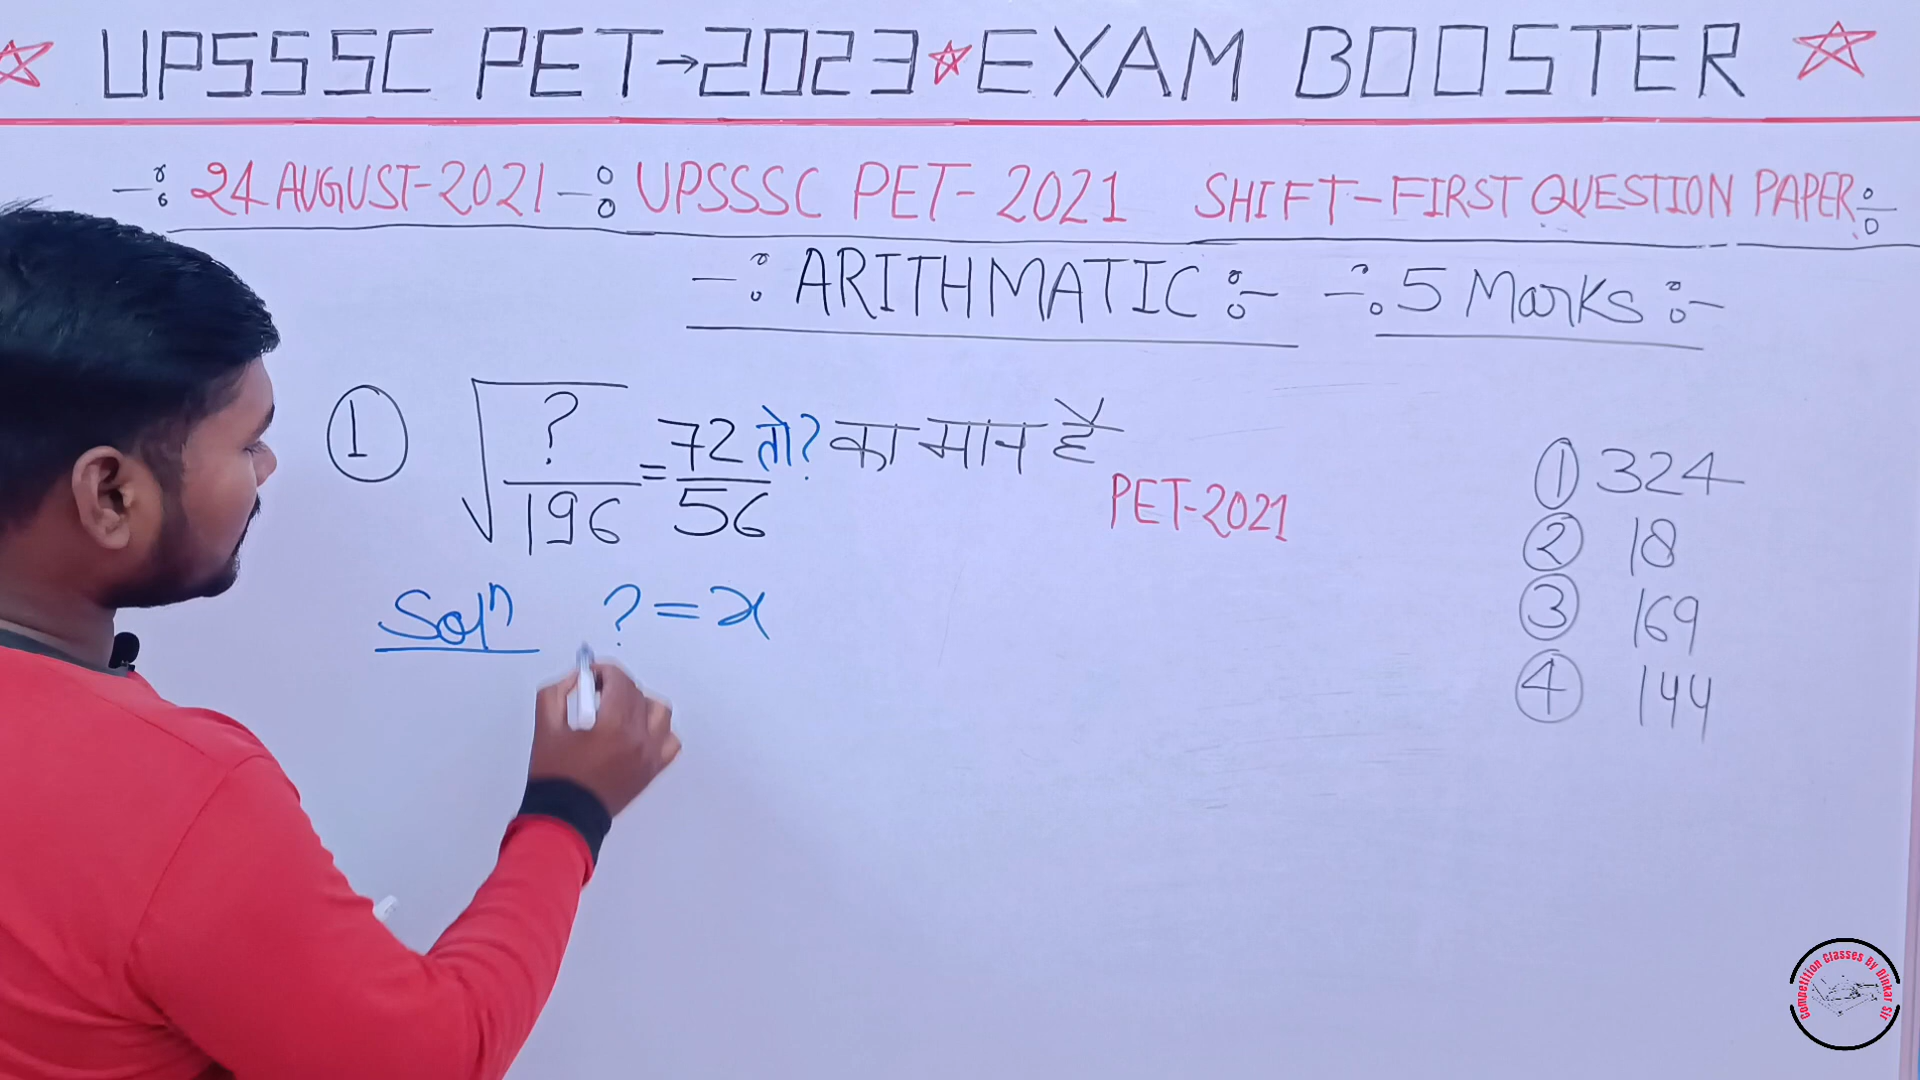 ☆ UPSSSC PET→2023☆EXAM BOOSTER ☆
—: 24 AUGUST-2021—: UPSSSC PET- 2021 SHIFT-FIRST QUESTION PAPER:—
—: ARITHMATIC :— —: 5 Marks :—
① √(?/196) = 72/56 तो ? का मान है
PET-2021
① 324
② 18
③ 169
④ 144
Solⁿ ? = x
Competition Classes By Dinkar Sir